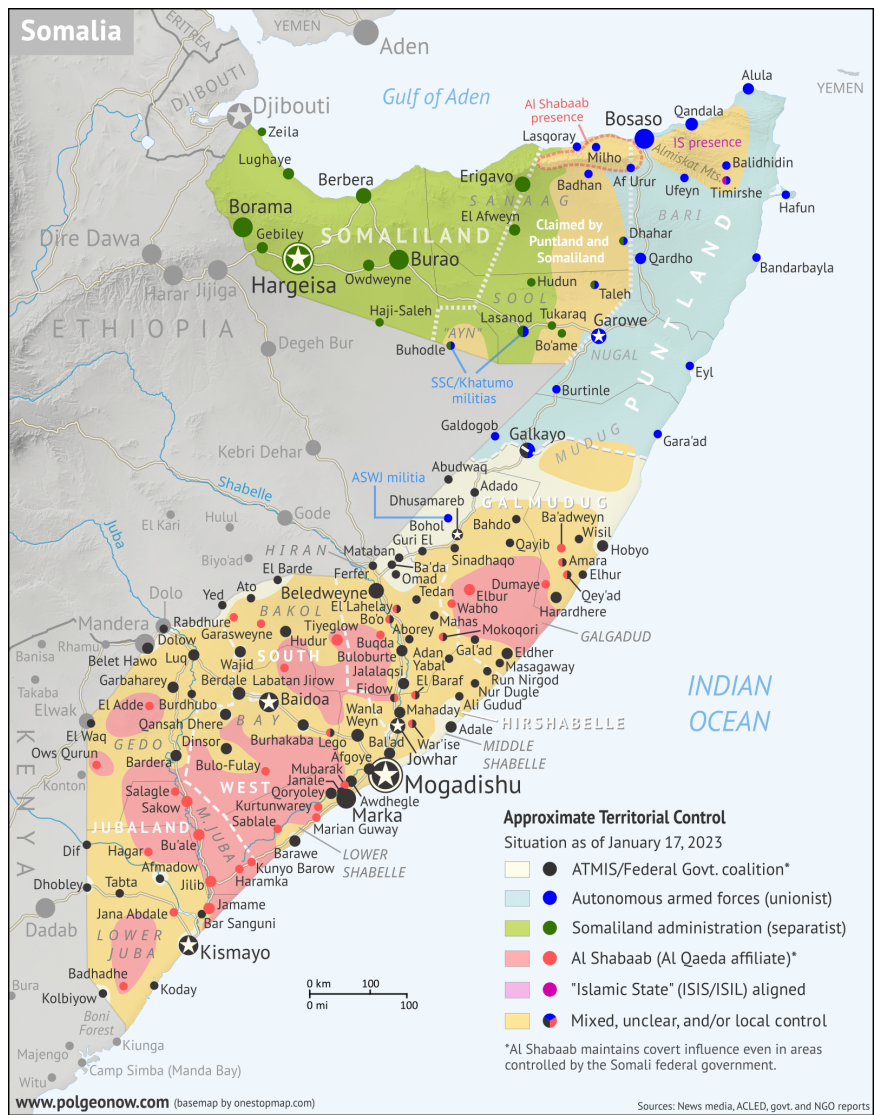 Somalia
ERITREA
YEMEN
Aden
Alula
YEMEN
DJIBOUTI
Djibouti
Gulf of Aden
Al Shabaab
presence
Bosaso
Qandala
Zeila
Lasqoray
IS presence
Lughaye
Milho
Almiskat Mts.
Balidhidin
Berbera
Erigavo
Badhan
Af Urur
Ufeyn
Timirshe
SANAAG
Hafun
Borama
El Afweyn
BARI
Gebiley
SOMALILAND
Claimed by
Puntland and
Somaliland
Dhahar
Dire Dawa
Burao
Qardho
Bandarbayla
Hargeisa
Owdweyne
Harar
Jijiga
Hudun
Taleh
PUNTLAND
SOOL
Haji-Saleh
Lasanod
Tukaraq
Garowe
ETHIOPIA
"AYN"
Bo'ame
Degeh Bur
Buhodle
NUGAL
SSC/Khatumo
militias
Eyl
Burtinle
Galdogob
Galkayo
MUDUG
Gara'ad
Kebri Dehar
Abudwaq
ASWJ militia
Shabelle
Adado
Dhusamareb
GALMUDUG
Juba
El Kari
Hulul
Gode
Bohol
Bahdo
Ba'adweyn
Wisil
Guri El
Qayib
Hobyo
HIRAN
Mataban
Sinadhaqo
Biyo'ad
Amara
El Barde
Ferfer
Ba'da
Omad
Dumaye
Elhur
Dolo
Yed
Ato
Beledweyne
Tedan
Elbur
Qey'ad
BAKOL
El Lahelay
Wabho
Harardhere
Mandera
Rabdhure
Tiyeglow
Bo'o
Mahas
Garasweyne
Aborey
Mokoqori
GALGADUD
Rhamu
Dolow
Hudur
Buqda
Banisa
Belet Hawo
Luq
Wajid
SOUTH
Buloburte
Adan
Yabal
Gal'ad
Eldher
Masagaway
Garbaharey
Berdale
Labatan Jirow
Jalalaqsi
Run Nirgod
INDIAN
OCEAN
Takaba
Fidow
El Baraf
Nur Dugle
El Adde
Burdhubo
Baidoa
Ali Gudud
Elwak
Qansah Dhere
BAY
Wanla
Weyn
Mahaday
HIRSHABELLE
El Waq
GEDO
Dinsor
Burhakaba
Lego
War'ise
Adale
Ows Qurun
Bal'ad
MIDDLE
SHABELLE
Bardera
Bulo-Fulay
Afgoye
Jowhar
Konton
Mubarak
Mogadishu
KENYA
Salagle
WEST
Janale
Sakow
Qoryoley
Awdhegle
Kurtunwarey
Marka
JUBALAND
M. JUBA
Sablale
Marian Guway
Bu'ale
Dif
Hagar
Barawe
LOWER
SHABELLE
Afmadow
Kunyo Barow
Dhobley
Tabta
Jilib
Haramka
Jana Abdale
Jamame
Dadab
Bar Sanguni
LOWER
JUBA
Kismayo
Badhadhe
Bura
Kolbiyow
Koday
Boni
Forest
Kiunga
Majengo
Camp Simba (Manda Bay)
Witu
0 km 100
0 mi 100
Approximate Territorial Control
Situation as of January 17, 2023
ATMIS/Federal Govt. coalition*
Autonomous armed forces (unionist)
Somaliland administration (separatist)
Al Shabaab (Al Qaeda affiliate)*
"Islamic State" (ISIS/ISIL) aligned
Mixed, unclear, and/or local control
*Al Shabaab maintains covert influence even in areas
controlled by the Somali federal government.
www.polgeonow.com (basemap by onestopmap.com)
Sources: News media, ACLED, govt. and NGO reports